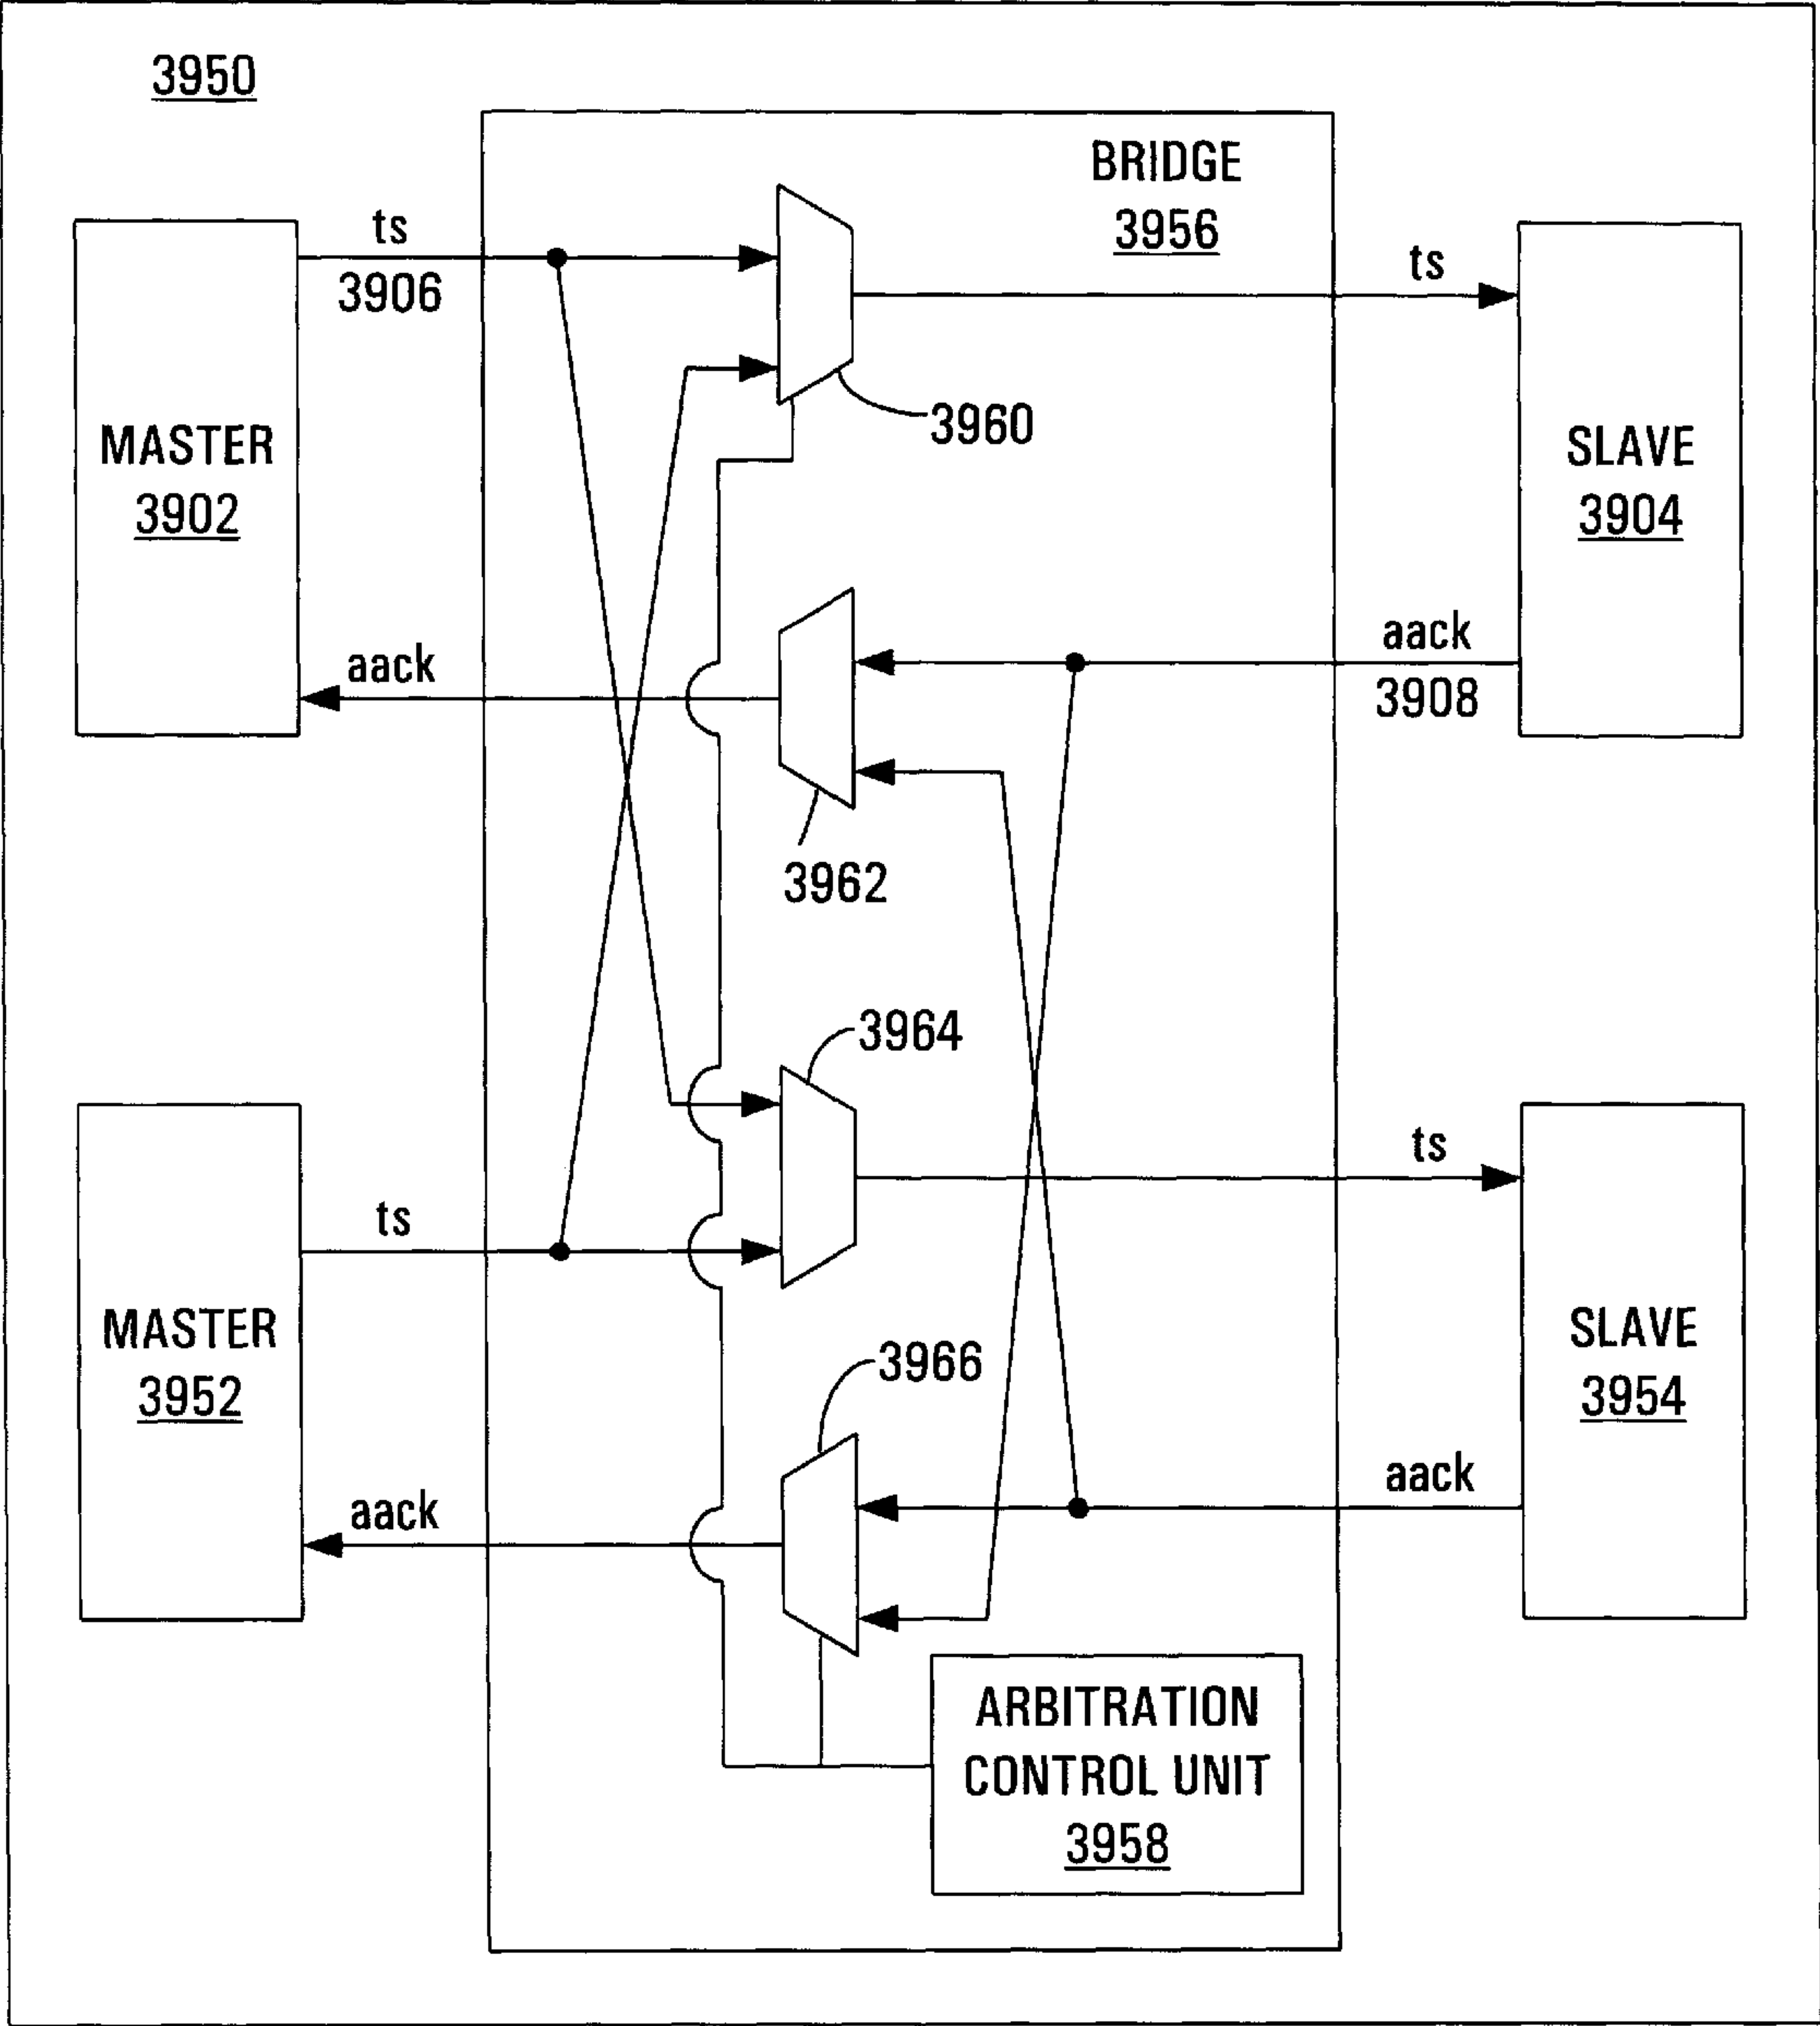 3950
BRIDGE
3956
ts
3906
ts
MASTER
3902
3960
SLAVE
3904
aack
aack
3908
3962
3964
ts
ts
MASTER
3952
3966
SLAVE
3954
aack
aack
ARBITRATION
CONTROL UNIT
3958